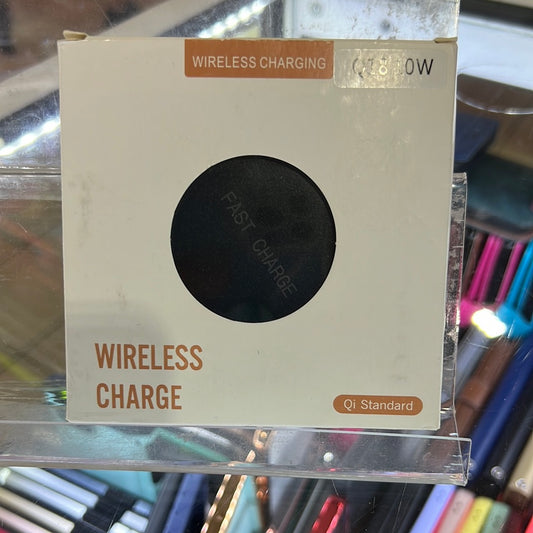 WIRELESS CHARGING
FAST CHARGE
WIRELESS
CHARGE
Qi Standard